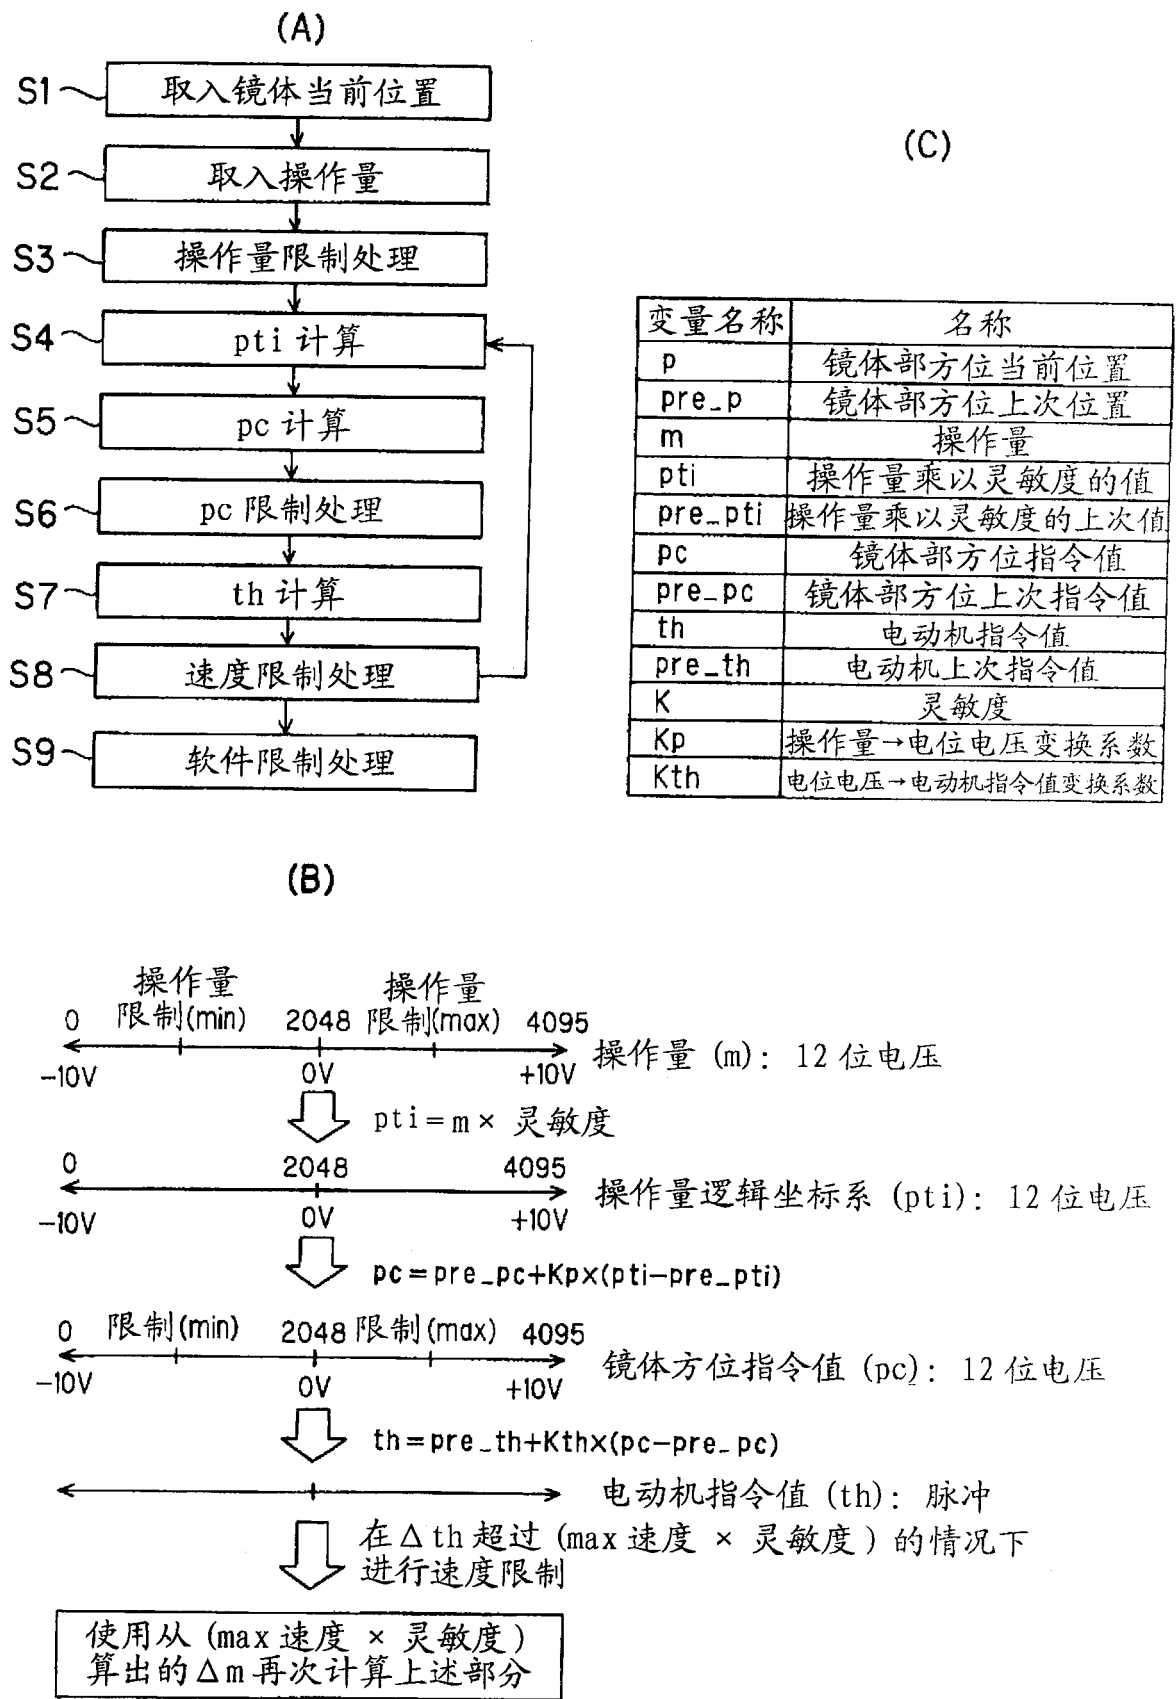 (A)
S1 取入镜体当前位置
S2 取入操作量
S3 操作量限制处理
S4 pti 计算
S5 pc 计算
S6 pc 限制处理
S7 th 计算
S8 速度限制处理
S9 软件限制处理
(C)
变量名称 名称
p 镜体部方位当前位置
pre_p 镜体部方位上次位置
m 操作量
pti 操作量乘以灵敏度的值
pre_pti 操作量乘以灵敏度的上次值
pc 镜体部方位指令值
pre_pc 镜体部方位上次指令值
th 电动机指令值
pre_th 电动机上次指令值
K 灵敏度
Kp 操作量→电位电压变换系数
Kth 电位电压→电动机指令值变换系数
(B)
操作量 操作量
0 限制(min) 2048 限制(max) 4095
操作量 (m): 12 位电压
-10V 0V +10V
pti=m× 灵敏度
0 2048 4095
操作量逻辑坐标系 (pti): 12 位电压
-10V 0V +10V
pc=pre_pc+Kp×(pti-pre_pti)
0 限制(min) 2048 限制(max) 4095
镜体方位指令值 (pc): 12 位电压
-10V 0V +10V
th=pre_th+Kth×(pc-pre_pc)
电动机指令值 (th): 脉冲
在 Δth 超过 (max 速度 × 灵敏度) 的情况下
进行速度限制
使用从 (max 速度 × 灵敏度)
算出的 Δm 再次计算上述部分